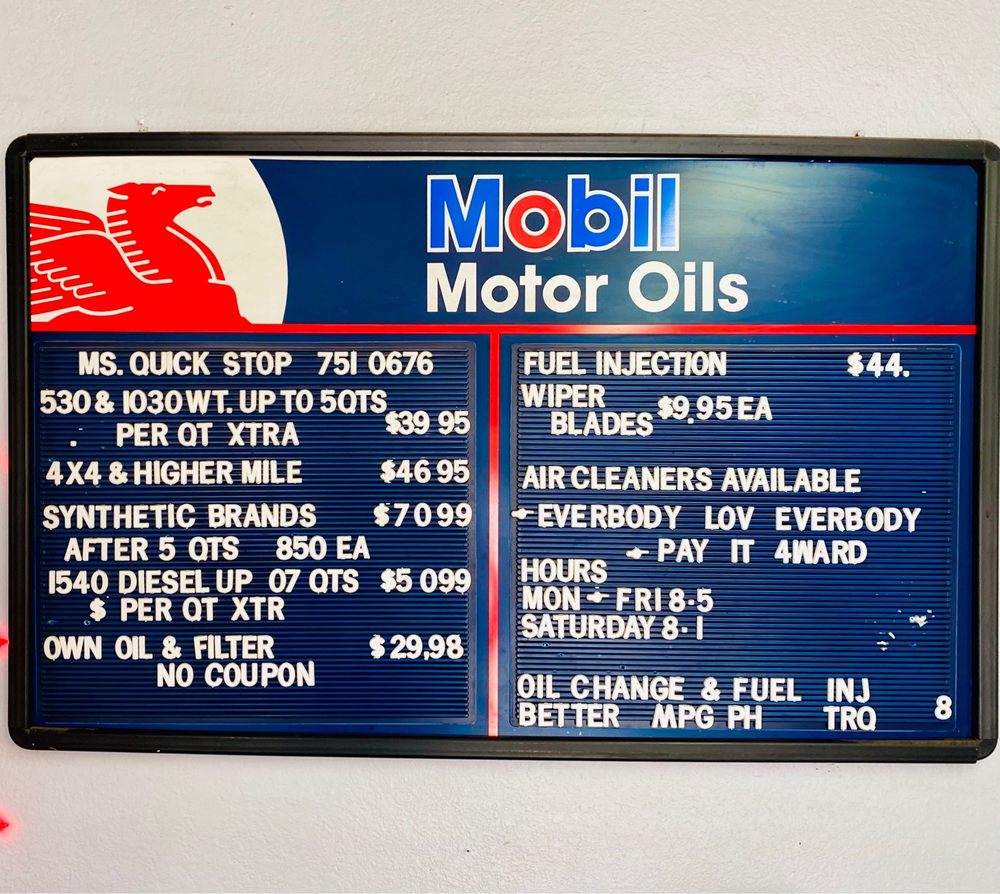 Mobil
Motor Oils
MS. QUICK STOP 751 0676
530 & 1030 WT. UP TO 5QTS
$39 95
. PER QT XTRA
4X4 & HIGHER MILE $46 95
SYNTHETIC BRANDS $70 99
AFTER 5 QTS 850 EA
1540 DIESEL UP 07 QTS $5 099
$ PER QT XTR
OWN OIL & FILTER $29,98
NO COUPON
FUEL INJECTION $44.
WIPER
BLADES $9.95 EA
AIR CLEANERS AVAILABLE
EVERBODY LOV EVERBODY
PAY IT 4WARD
HOURS
MON - FRI 8-5
SATURDAY 8-1
OIL CHANGE & FUEL INJ
BETTER MPG PH TRQ 8